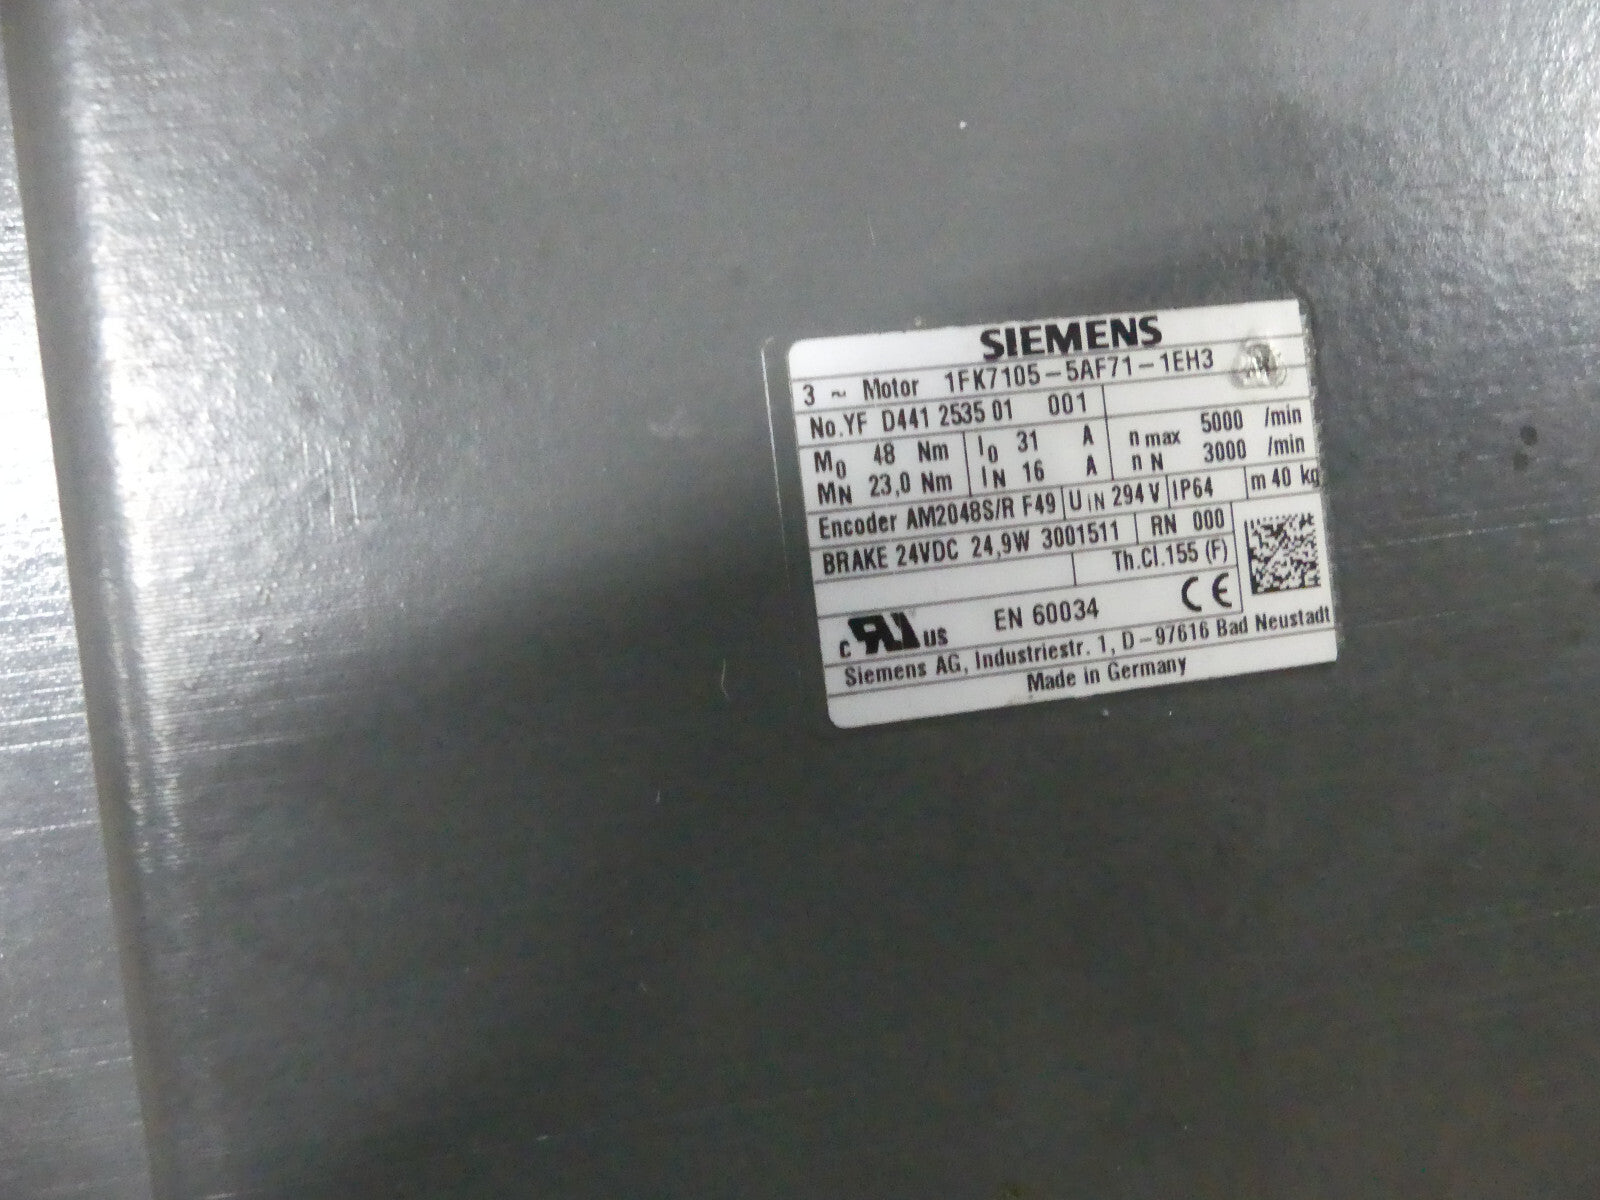 SIEMENS
3 ~ Motor 1FK7105-5AF71-1EH3
No.YF D441 2535 01 001
M0 48 Nm I0 31 A n max 5000 /min
MN 23,0 Nm IN 16 A n N 3000 /min
Encoder AM2048S/R F49 U IN 294 V IP64 m 40 kg
BRAKE 24VDC 24,9W 3001511 RN 000
Th.Cl.155 (F)
c RU US EN 60034 CE
Siemens AG, Industriestr. 1, D-97616 Bad Neustadt
Made in Germany